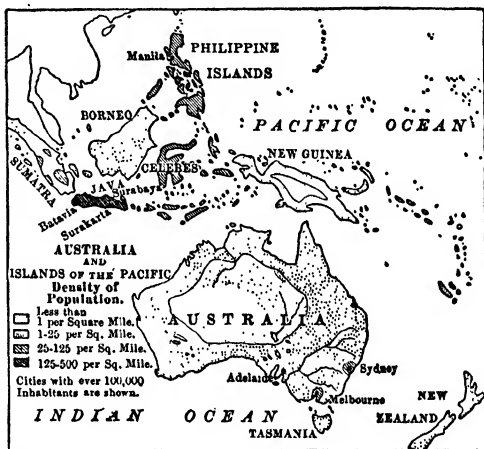 PHILIPPINE
Manila
ISLANDS
BORNEO
PACIFIC OCEAN
NEW GUINEA
CELEBES
SUMATRA
JAVA
Surabaya
Batavia
Surakarta
AUSTRALIA
AND
ISLANDS OF THE PACIFIC
Density of
Population.
Less than
1 per Square Mile.
1-25 per Sq. Mile.
25-125 per Sq. Mile.
125-500 per Sq. Mile.
Cities with over 100,000
Inhabitants are shown.
AUSTRALIA
Adelaide
Sydney
Melbourne
NEW
ZEALAND
INDIAN OCEAN
TASMANIA